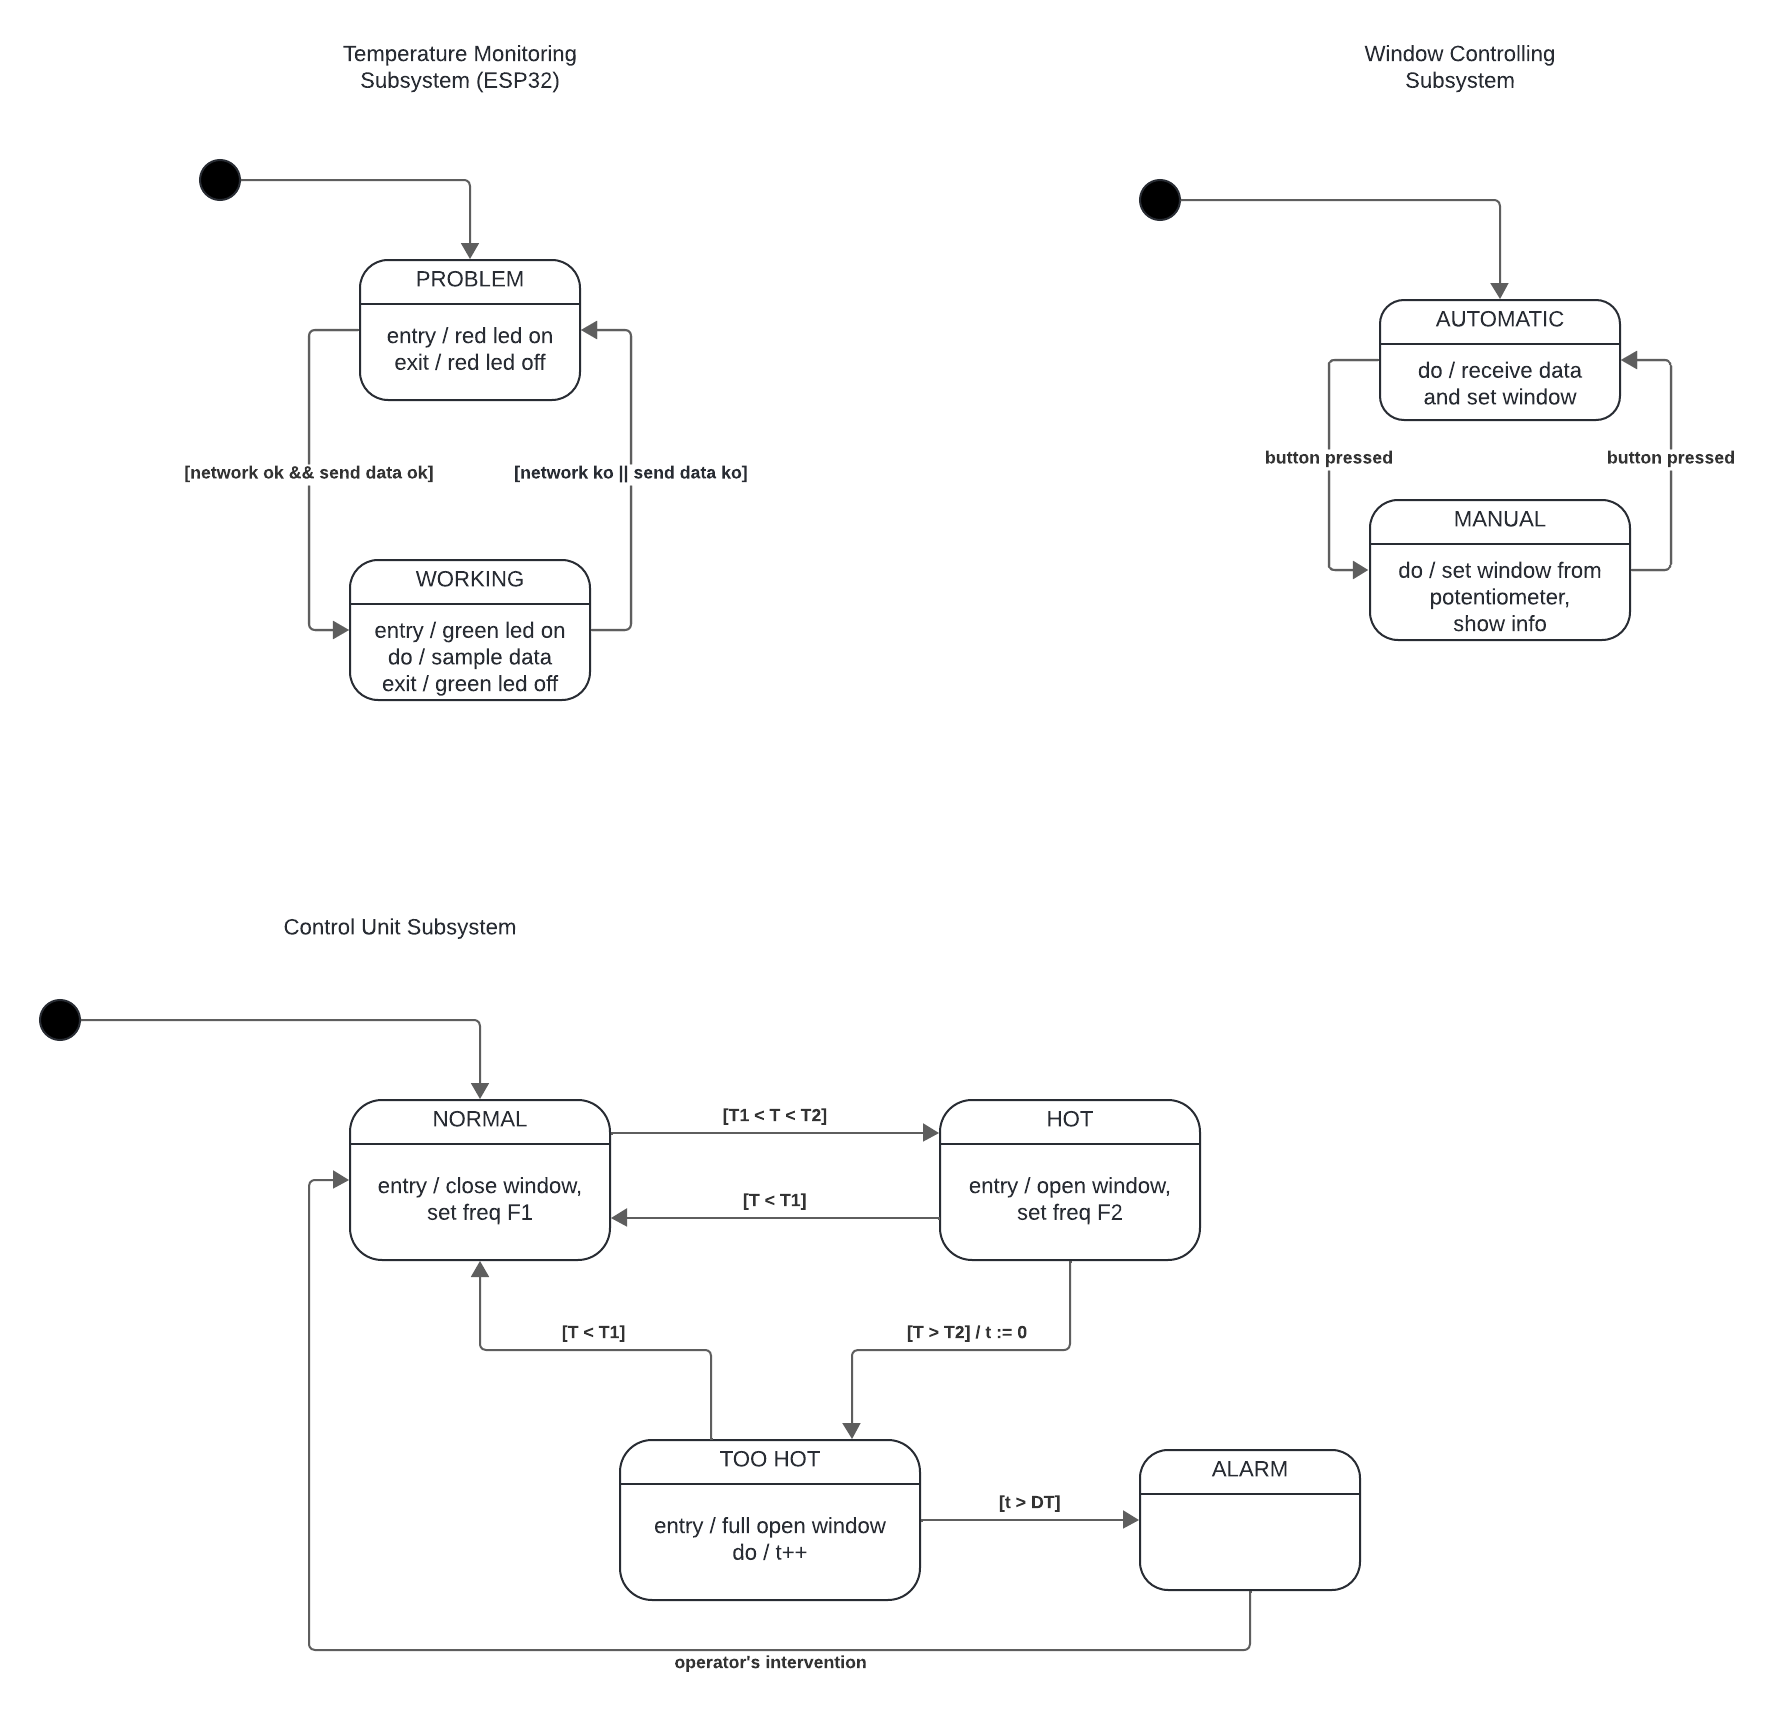 Temperature Monitoring
Subsystem (ESP32)
PROBLEM
entry / red led on
exit / red led off
[network ok && send data ok]
[network ko || send data ko]
WORKING
entry / green led on
do / sample data
exit / green led off
Window Controlling
Subsystem
AUTOMATIC
do / receive data
and set window
button pressed
button pressed
MANUAL
do / set window from
potentiometer,
show info
Control Unit Subsystem
NORMAL
entry / close window,
set freq F1
[T1 < T < T2]
[T < T1]
HOT
entry / open window,
set freq F2
[T < T1]
[T > T2] / t := 0
TOO HOT
entry / full open window
do / t++
[t > DT]
ALARM
operator's intervention